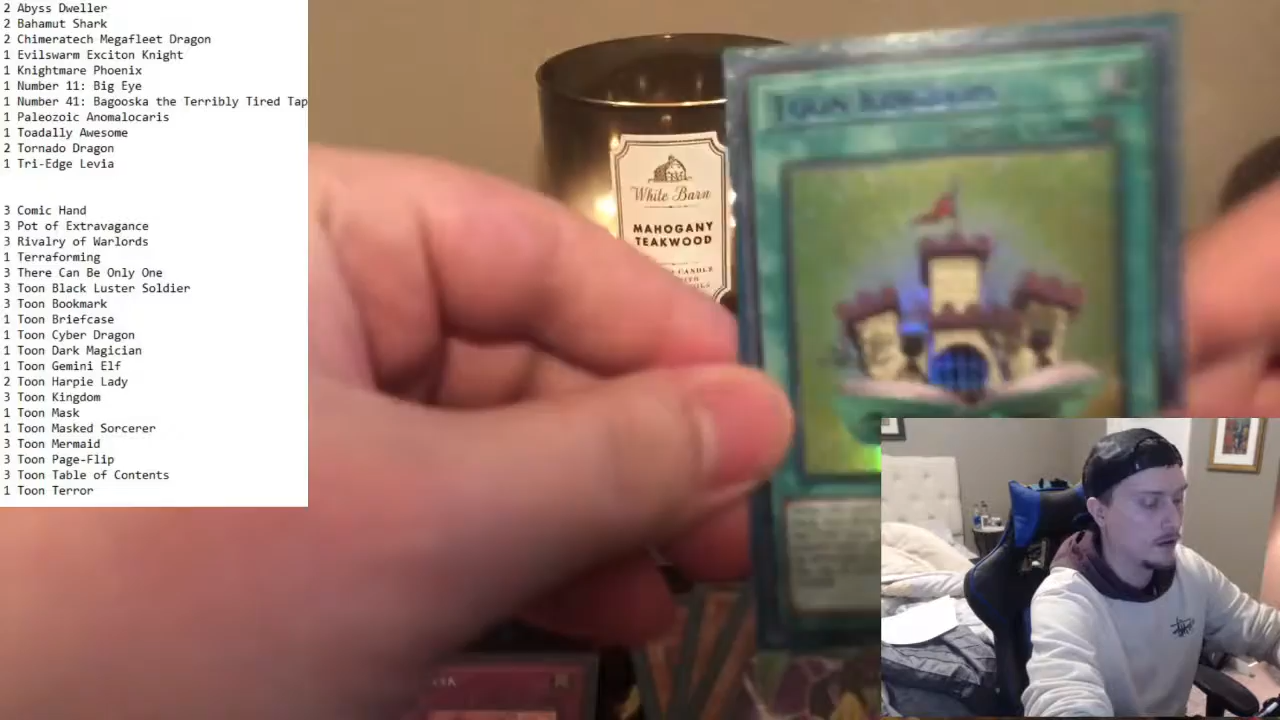 2 Abyss Dweller
2 Bahamut Shark
2 Chimeratech Megafleet Dragon
1 Evilswarm Exciton Knight
1 Knightmare Phoenix
1 Number 11: Big Eye
1 Number 41: Bagooska the Terribly Tired Tap
1 Paleozoic Anomalocaris
1 Toadally Awesome
2 Tornado Dragon
1 Tri-Edge Levia
3 Comic Hand
3 Pot of Extravagance
3 Rivalry of Warlords
1 Terraforming
3 There Can Be Only One
3 Toon Black Luster Soldier
3 Toon Bookmark
1 Toon Briefcase
1 Toon Cyber Dragon
1 Toon Dark Magician
1 Toon Gemini Elf
2 Toon Harpie Lady
3 Toon Kingdom
1 Toon Mask
1 Toon Masked Sorcerer
3 Toon Mermaid
3 Toon Page-Flip
3 Toon Table of Contents
1 Toon Terror
White Barn
MAHOGANY
TEAKWOOD
CANDLE
Toon Kingdom